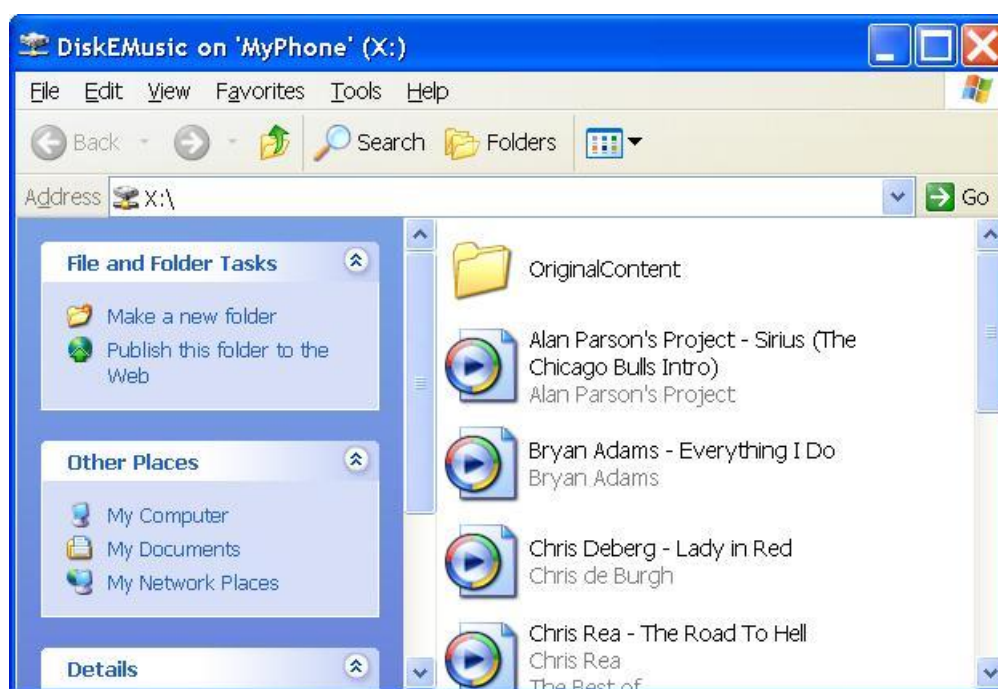 DiskEMusic on 'MyPhone' (X:)
File Edit View Favorites Tools Help
Back Search Folders
Address X:\ Go
File and Folder Tasks
Make a new folder
Publish this folder to the
Web
Other Places
My Computer
My Documents
My Network Places
Details
OriginalContent
Alan Parson's Project - Sirius (The
Chicago Bulls Intro)
Alan Parson's Project
Bryan Adams - Everything I Do
Bryan Adams
Chris Deberg - Lady in Red
Chris de Burgh
Chris Rea - The Road To Hell
Chris Rea
The Best of